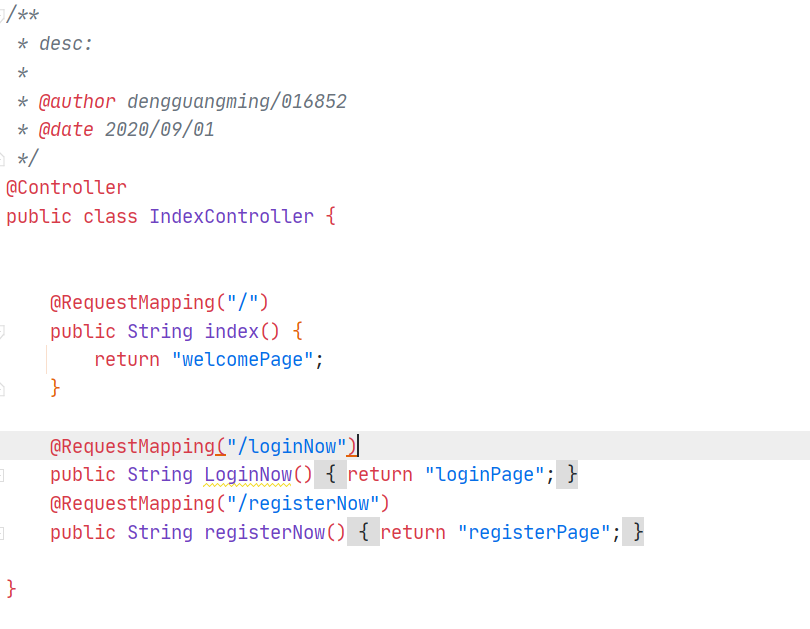 /**
 * desc:
 *
 * @author dengguangming/016852
 * @date 2020/09/01
 */
@Controller
public class IndexController {
    @RequestMapping("/")
    public String index() {
        return "welcomePage";
    }
    @RequestMapping("/loginNow")
    public String LoginNow() { return "loginPage"; }
    @RequestMapping("/registerNow")
    public String registerNow() { return "registerPage"; }
}